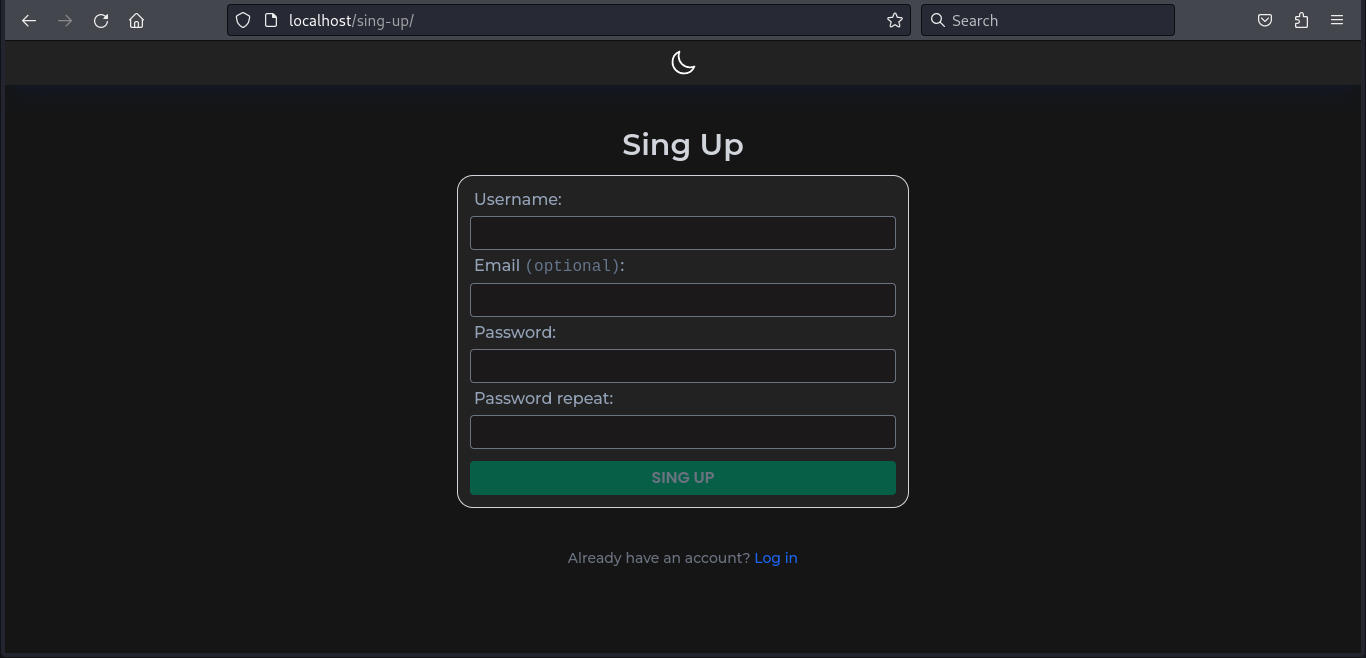 localhost/sing-up/
Search
Sing Up
Username:
Email (optional):
Password:
Password repeat:
SING UP
Already have an account? Log in